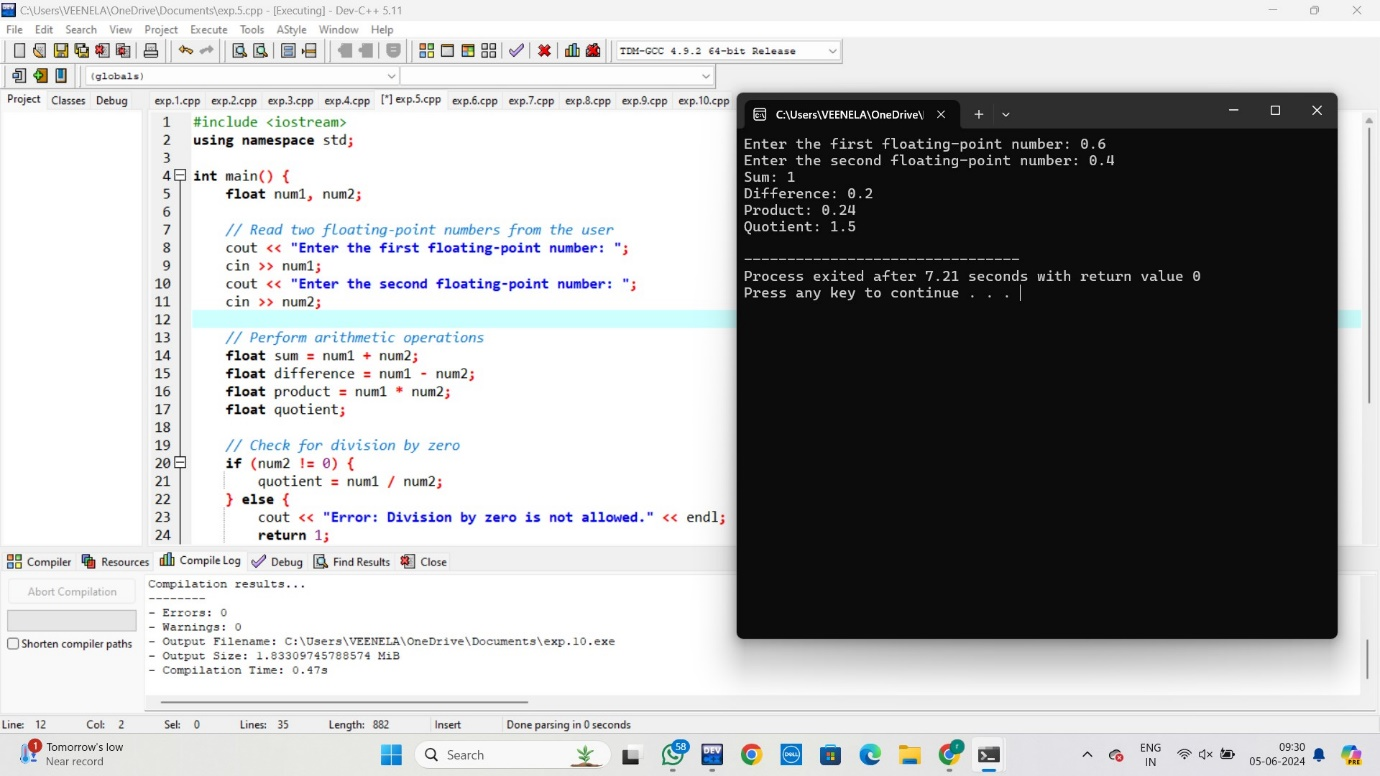 C:\Users\VEENELA\OneDrive\Documents\exp.5.cpp - [Executing] - Dev-C++ 5.11
File Edit Search View Project Execute Tools AStyle Window Help
TDM-GCC 4.9.2 64-bit Release
(globals)
Project Classes Debug
exp.1.cpp exp.2.cpp exp.3.cpp exp.4.cpp [*] exp.5.cpp exp.6.cpp exp.7.cpp exp.8.cpp exp.9.cpp exp.10.cpp
1 #include <iostream>
2 using namespace std;
3
4 int main() {
5 float num1, num2;
6
7 // Read two floating-point numbers from the user
8 cout << "Enter the first floating-point number: ";
9 cin >> num1;
10 cout << "Enter the second floating-point number: ";
11 cin >> num2;
12
13 // Perform arithmetic operations
14 float sum = num1 + num2;
15 float difference = num1 - num2;
16 float product = num1 * num2;
17 float quotient;
18
19 // Check for division by zero
20 if (num2 != 0) {
21 quotient = num1 / num2;
22 } else {
23 cout << "Error: Division by zero is not allowed." << endl;
24 return 1;
C:\Users\VEENELA\OneDrive\
Enter the first floating-point number: 0.6
Enter the second floating-point number: 0.4
Sum: 1
Difference: 0.2
Product: 0.24
Quotient: 1.5
--------------------------------
Process exited after 7.21 seconds with return value 0
Press any key to continue . . .
Compiler Resources Compile Log Debug Find Results Close
Abort Compilation
Shorten compiler paths
Compilation results...
--------
- Errors: 0
- Warnings: 0
- Output Filename: C:\Users\VEENELA\OneDrive\Documents\exp.10.exe
- Output Size: 1.83309745788574 MiB
- Compilation Time: 0.47s
Line: 12 Col: 2 Sel: 0 Lines: 35 Length: 882 Insert Done parsing in 0 seconds
1
Tomorrow's low
Near record
Search
58
DEV
DELL
ENG
IN
09:30
05-06-2024
PRE